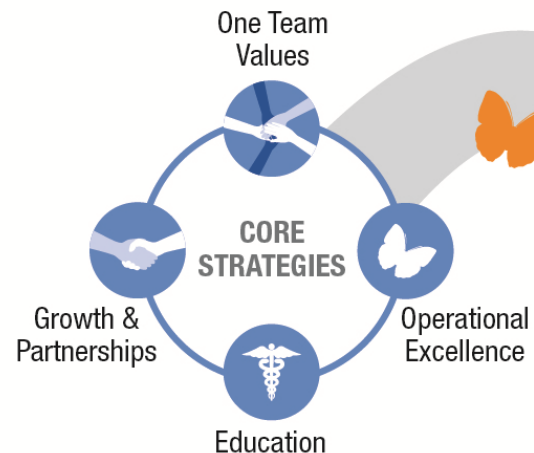 One Team
Values
CORE
STRATEGIES
Growth &
Partnerships
Operational
Excellence
Education